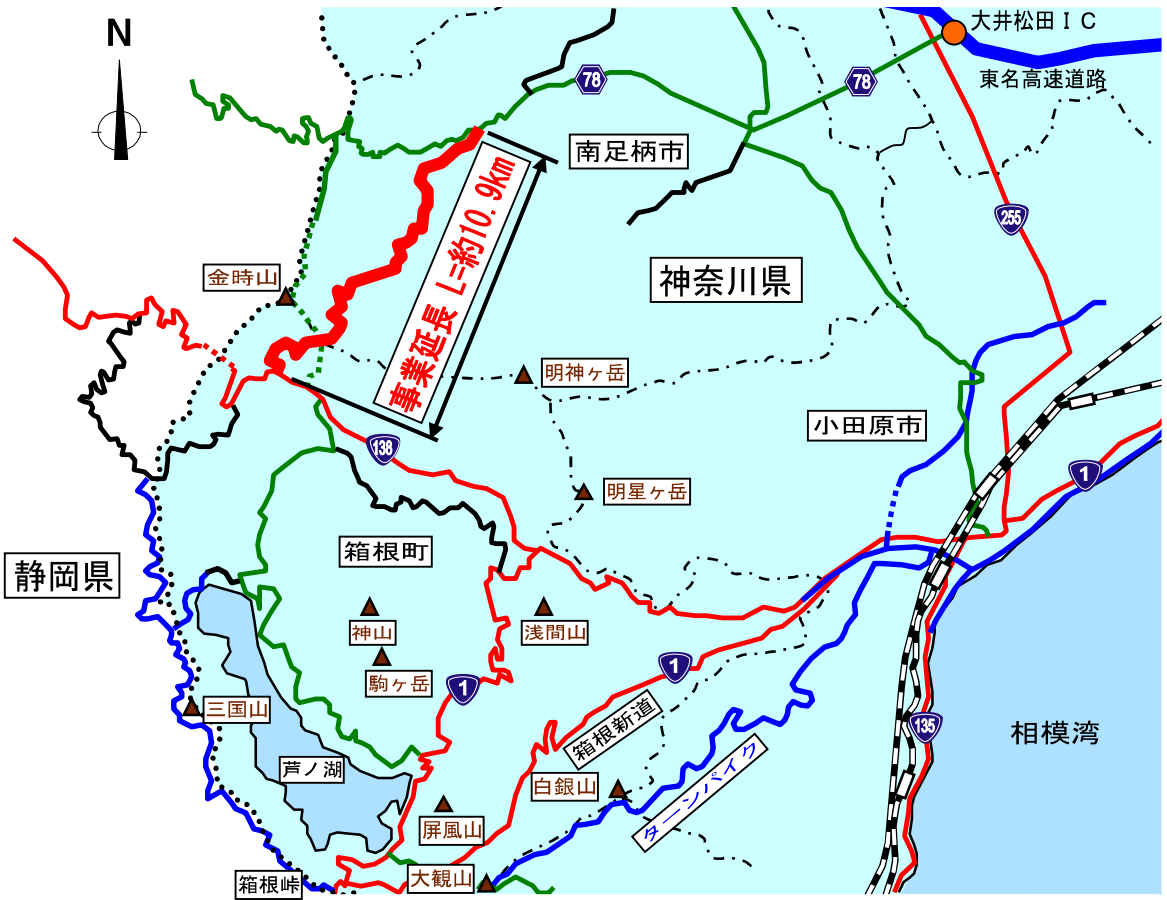 N
大井松田ＩＣ
東名高速道路
78
78
南足柄市
255
事業延長 L=約10.9km
金時山
神奈川県
明神ヶ岳
小田原市
138
1
明星ヶ岳
箱根町
静岡県
神山
浅間山
駒ヶ岳
1
1
三国山
箱根新道
135
相模湾
芦ノ湖
白銀山
ターンパイク
屏風山
箱根峠
大観山